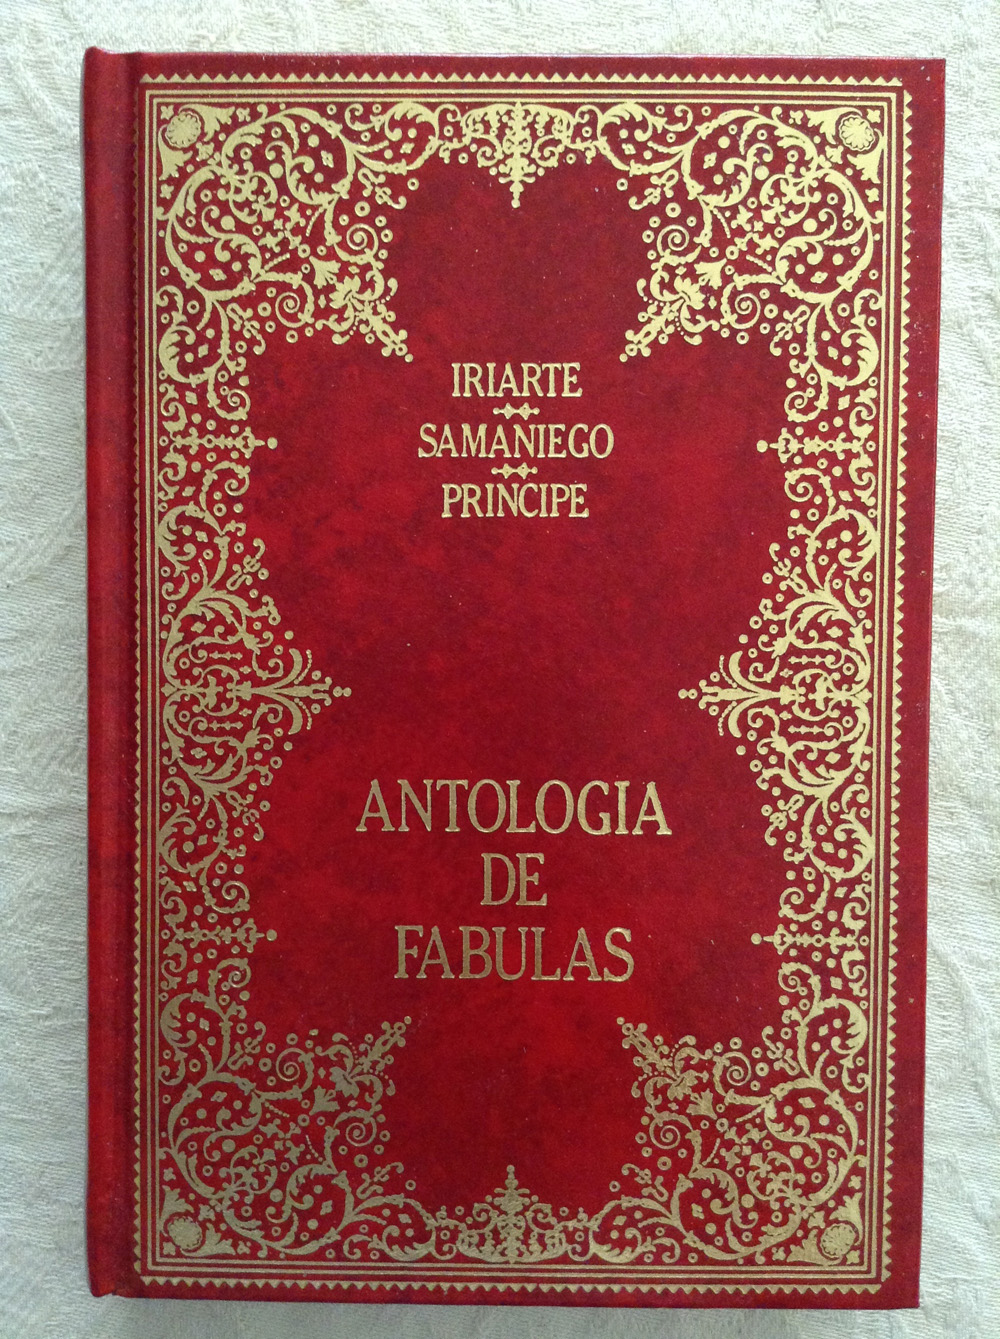 IRIARTE
SAMANIEGO
PRINCIPE
ANTOLOGIA
DE
FABULAS